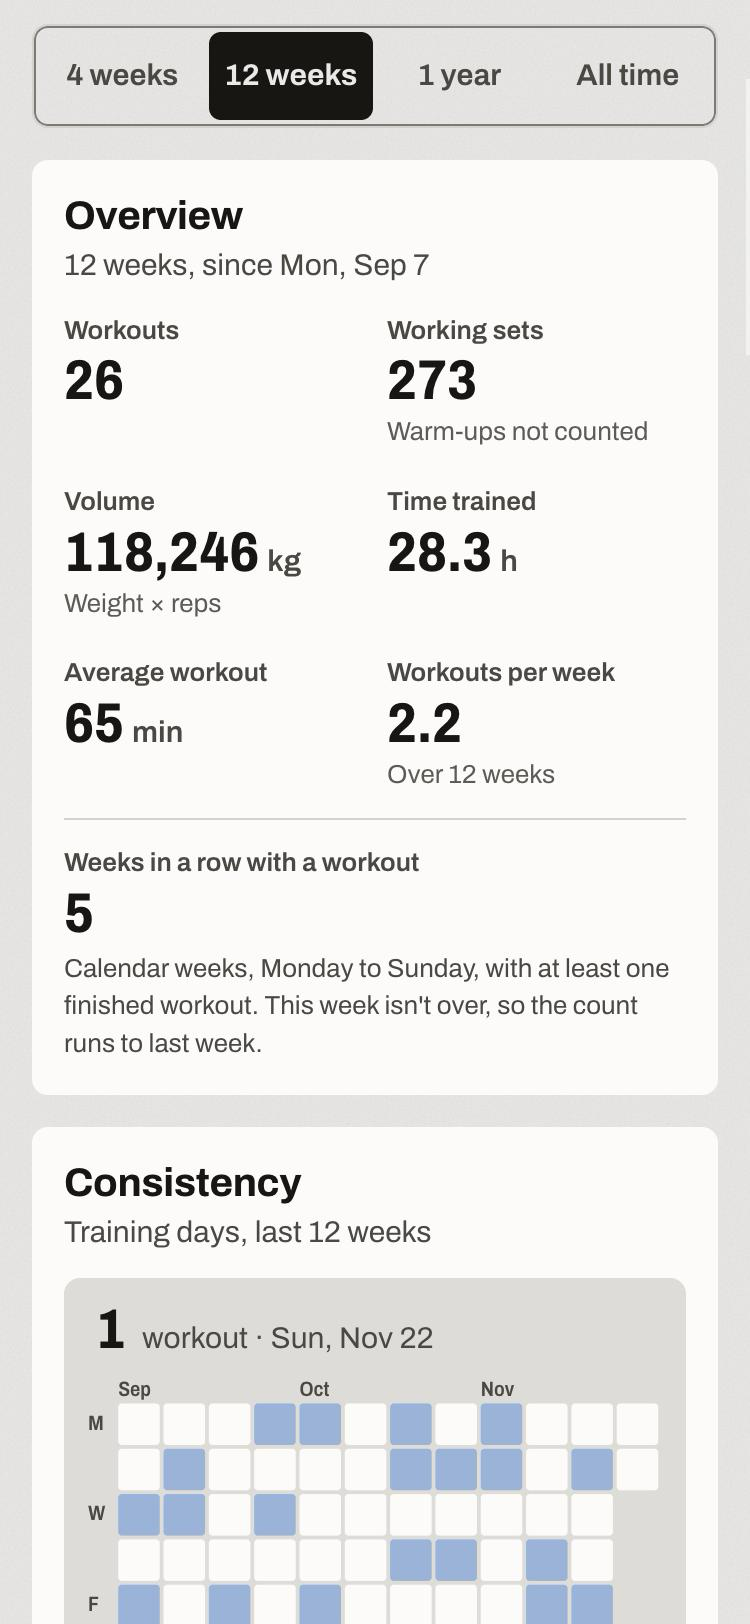 4 weeks 12 weeks 1 year All time
Overview
12 weeks, since Mon, Sep 7
Workouts Working sets
26 273
Warm-ups not counted
Volume Time trained
118,246 kg 28.3 h
Weight × reps
Average workout Workouts per week
65 min 2.2
Over 12 weeks
Weeks in a row with a workout
5
Calendar weeks, Monday to Sunday, with at least one
finished workout. This week isn't over, so the count
runs to last week.
Consistency
Training days, last 12 weeks
1 workout · Sun, Nov 22
Sep Oct Nov
M
W
F